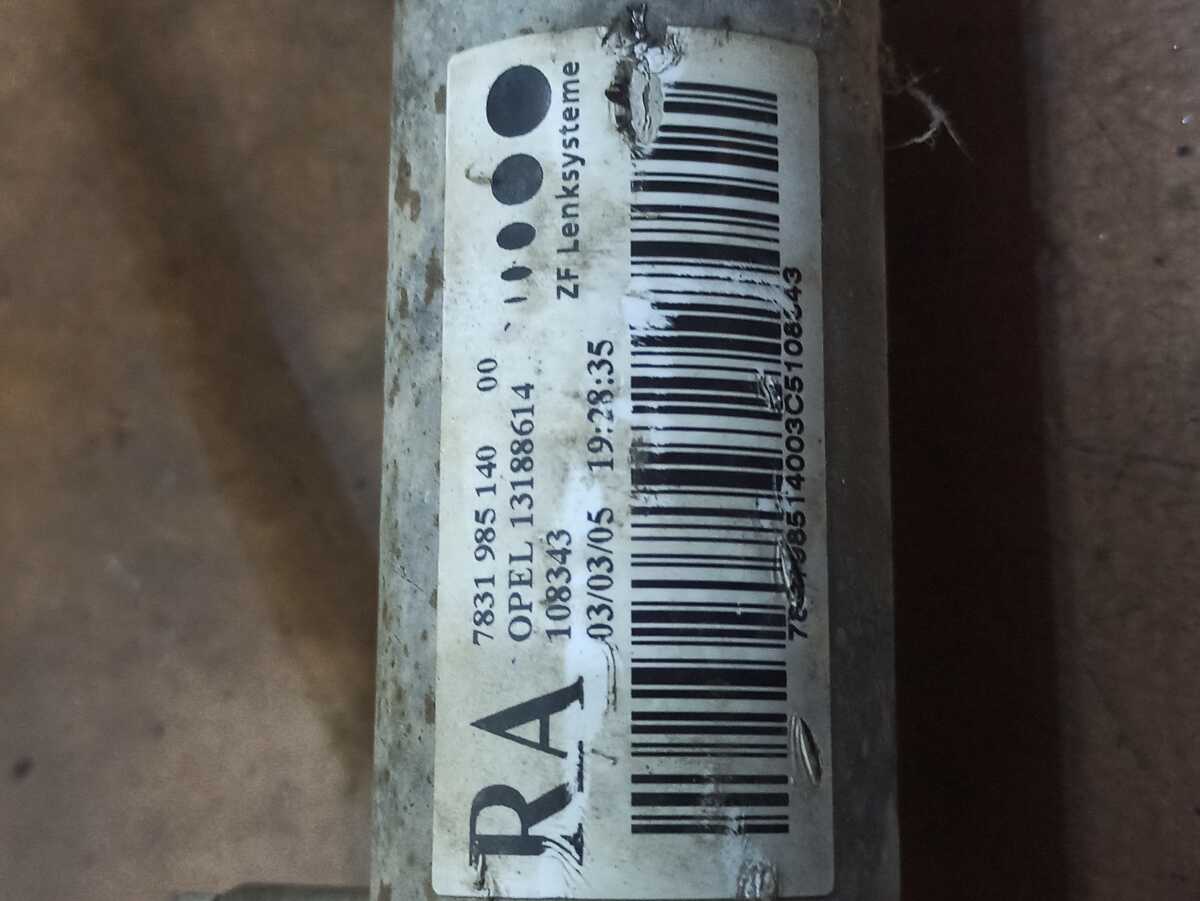 ZF Lenksysteme
7831 985 140 00
OPEL 13188614
108343
03/03/05 19:28:35
RA